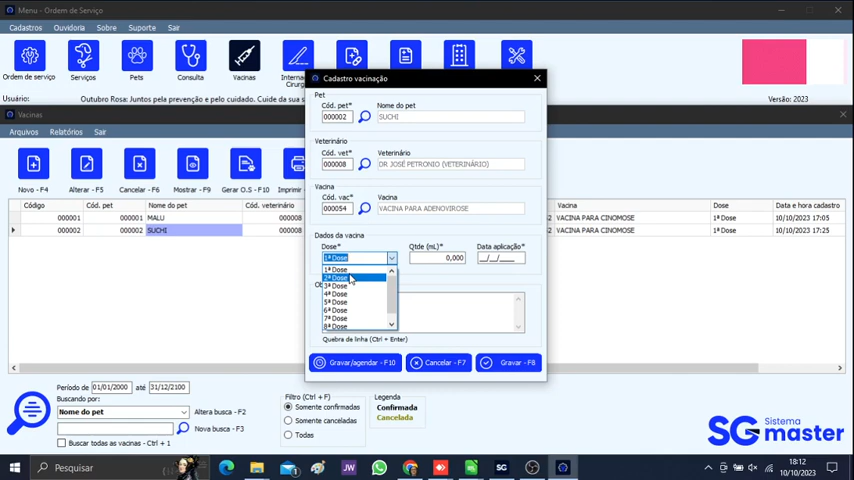 Menu - Ordem de Serviço
Cadastros Ouvidoria Sobre Suporte Sair
Ordem de serviço Serviços Pets Consulta Vacinas Internaç
Cirurg
Usuário: Outubro Rosa: Juntos pela prevenção e pelo cuidado. Cuide da sua s Versão: 2023
Vacinas
Arquivos Relatórios Sair
Novo - F4 Alterar - F5 Cancelar - F6 Mostrar - F9 Gerar O.S - F10 Imprimir -
Código Cód. pet Nome do pet Cód. veterinário Vacina Dose Data e hora cadastro
000001 000001 MALU 000008 52 VACINA PARA CINOMOSE 1ª Dose 10/10/2023 17:05
000002 000002 SUCHI 000008 52 VACINA PARA CINOMOSE 1ª Dose 10/10/2023 17:05
Cadastro vacinação
Pet
Cód. pet* Nome do pet
000002 SUCHI
Veterinário
Cód. vet* Veterinário
000008 DR JOSÉ PETRONIO (VETERINÁRIO)
Vacina
Cód. vac* Vacina
000054 VACINA PARA ADENOVIROSE
Dados da vacina
Dose* Qtde (mL)* Data aplicação*
1ª Dose 0,000 __/__/____
1ª Dose
2ª Dose
3ª Dose
4ª Dose
5ª Dose
6ª Dose
7ª Dose
8ª Dose
Ob
Quebra de linha (Ctrl + Enter)
Gravar/agendar - F10 Cancelar - F7 Gravar - F8
Período de 01/01/2000 até 31/12/2100
Buscando por:
Nome do pet Altera busca - F2
Nova busca - F3
Buscar todas as vacinas - Ctrl + 1
Filtro (Ctrl + F)
Somente confirmadas
Somente canceladas
Todas
Legenda
Confirmada
Cancelada
SG Sistema
master
Pesquisar
JW
SG
18:12
10/10/2023